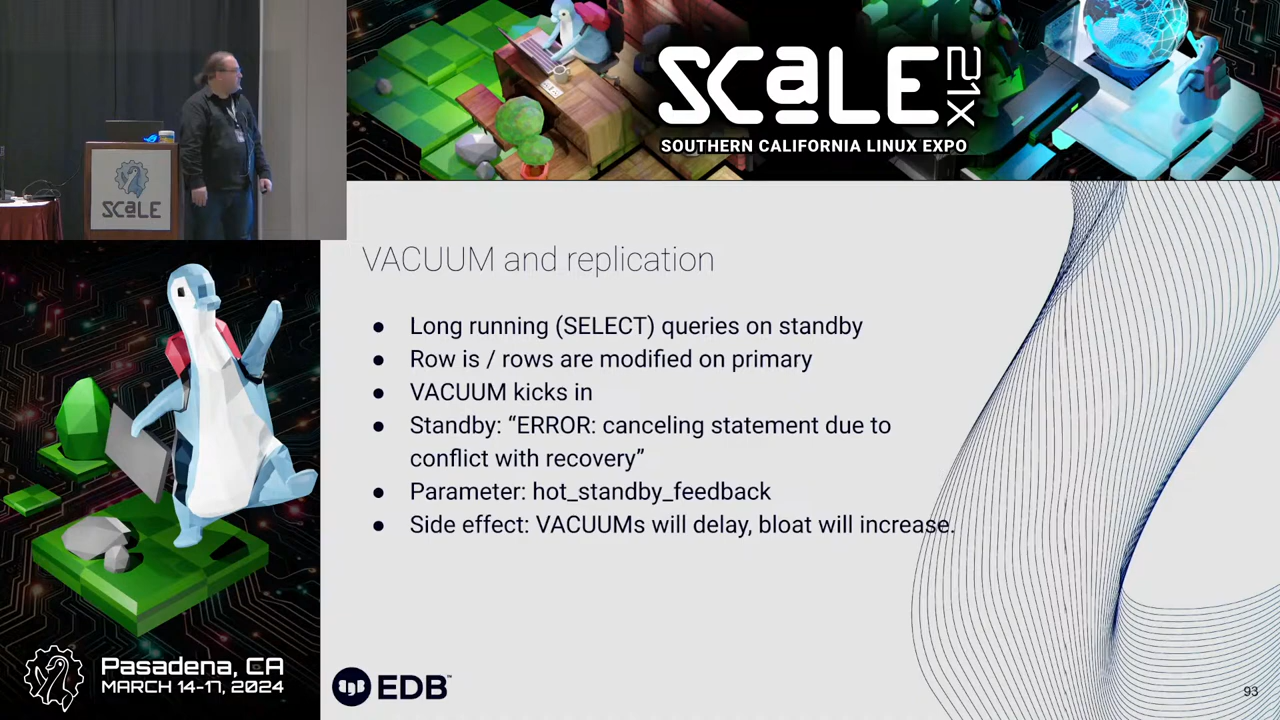 SCaLE 21X
SOUTHERN CALIFORNIA LINUX EXPO
SCaLE
VACUUM and replication
● Long running (SELECT) queries on standby
● Row is / rows are modified on primary
● VACUUM kicks in
● Standby: “ERROR: canceling statement due to
conflict with recovery”
● Parameter: hot_standby_feedback
● Side effect: VACUUMs will delay, bloat will increase.
Pasadena, CA
MARCH 14-17, 2024
EDB™
93